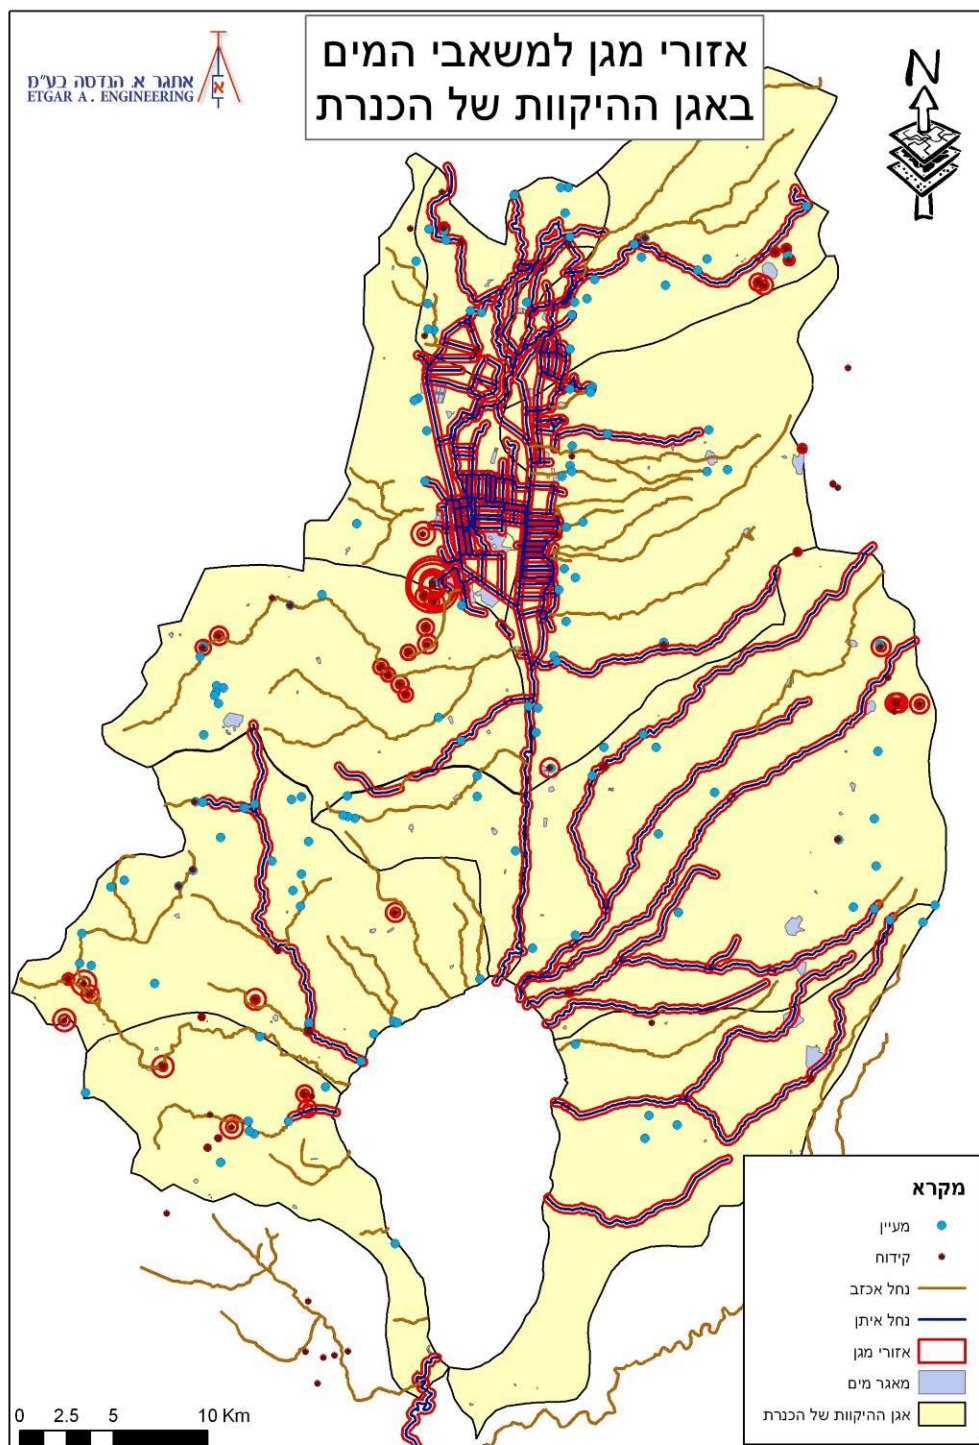 אזורי מגן למשאבי המים
באגן ההיקוות של הכנרת
אתגר א. הנדסה בע"מ
ETGAR A. ENGINEERING
א
N
מקרא
מעיין
קידוח
נחל אכזב
נחל איתן
אזורי מגן
מאגר מים
אגן ההיקוות של הכנרת
0 2.5 5 10 Km